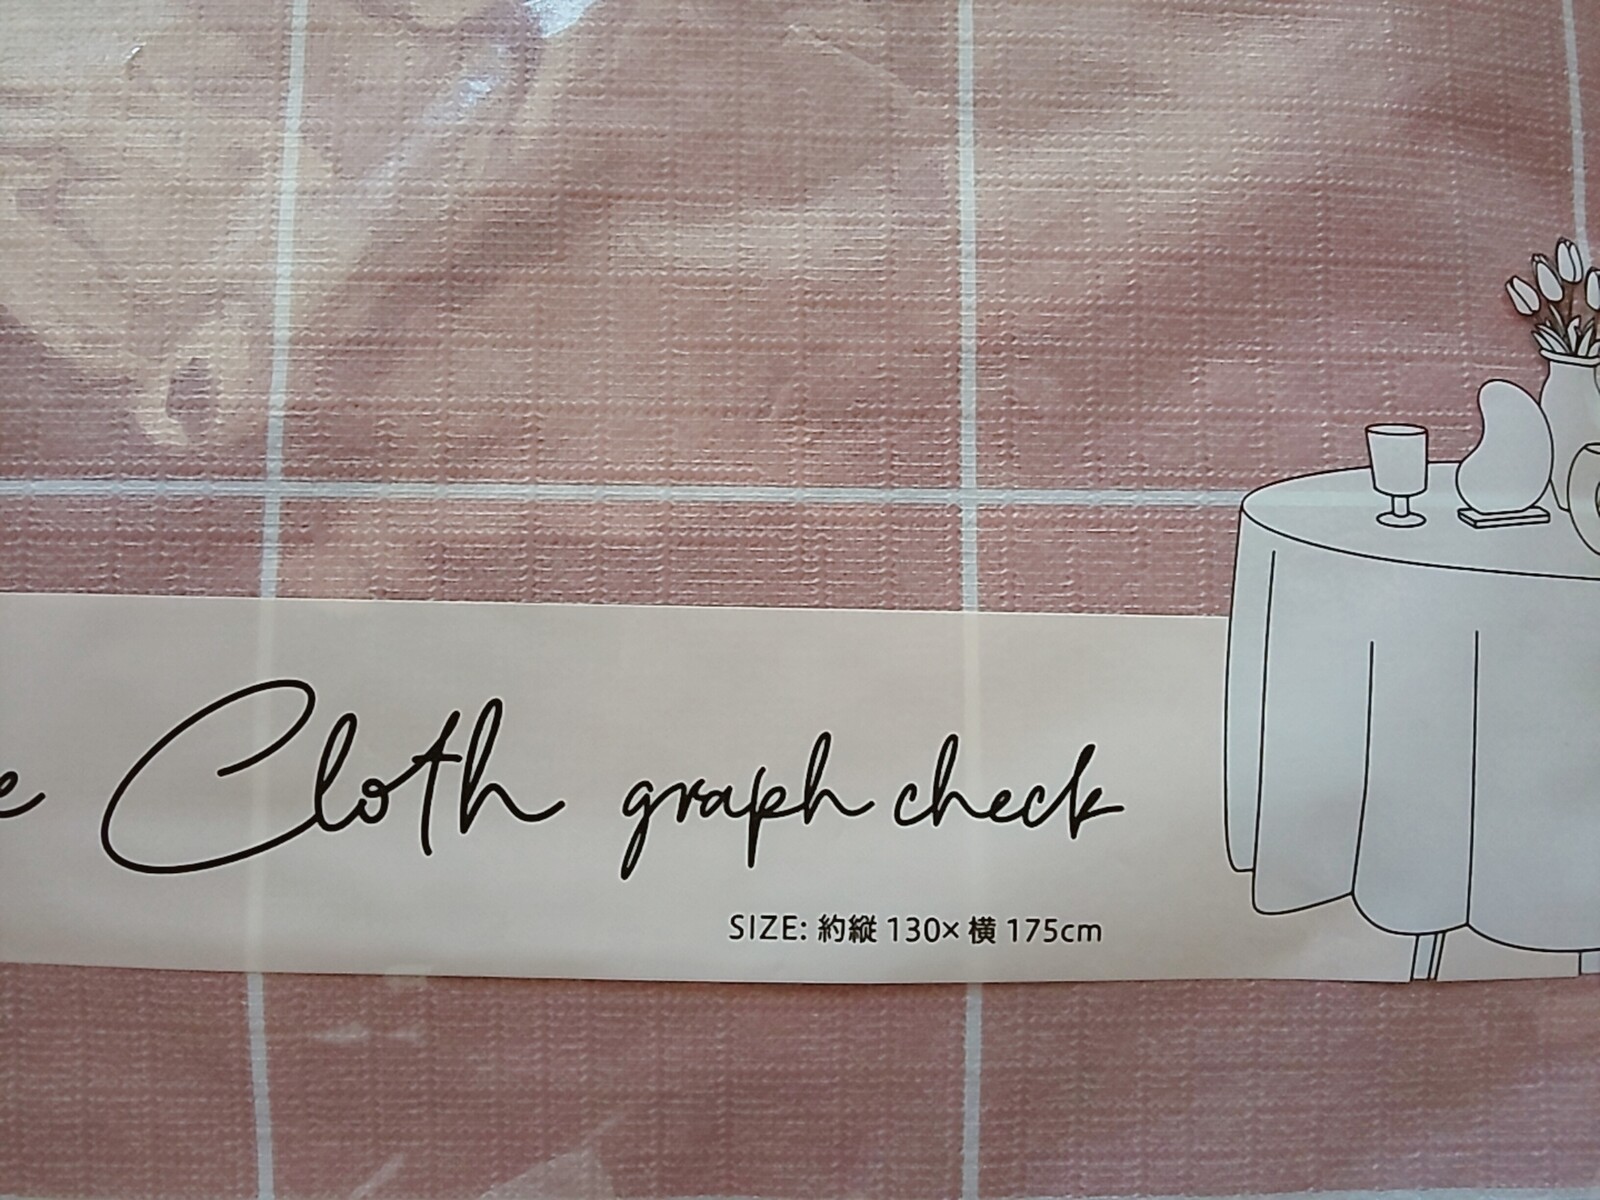 e Cloth graph check
SIZE: 約縦 130× 横 175cm